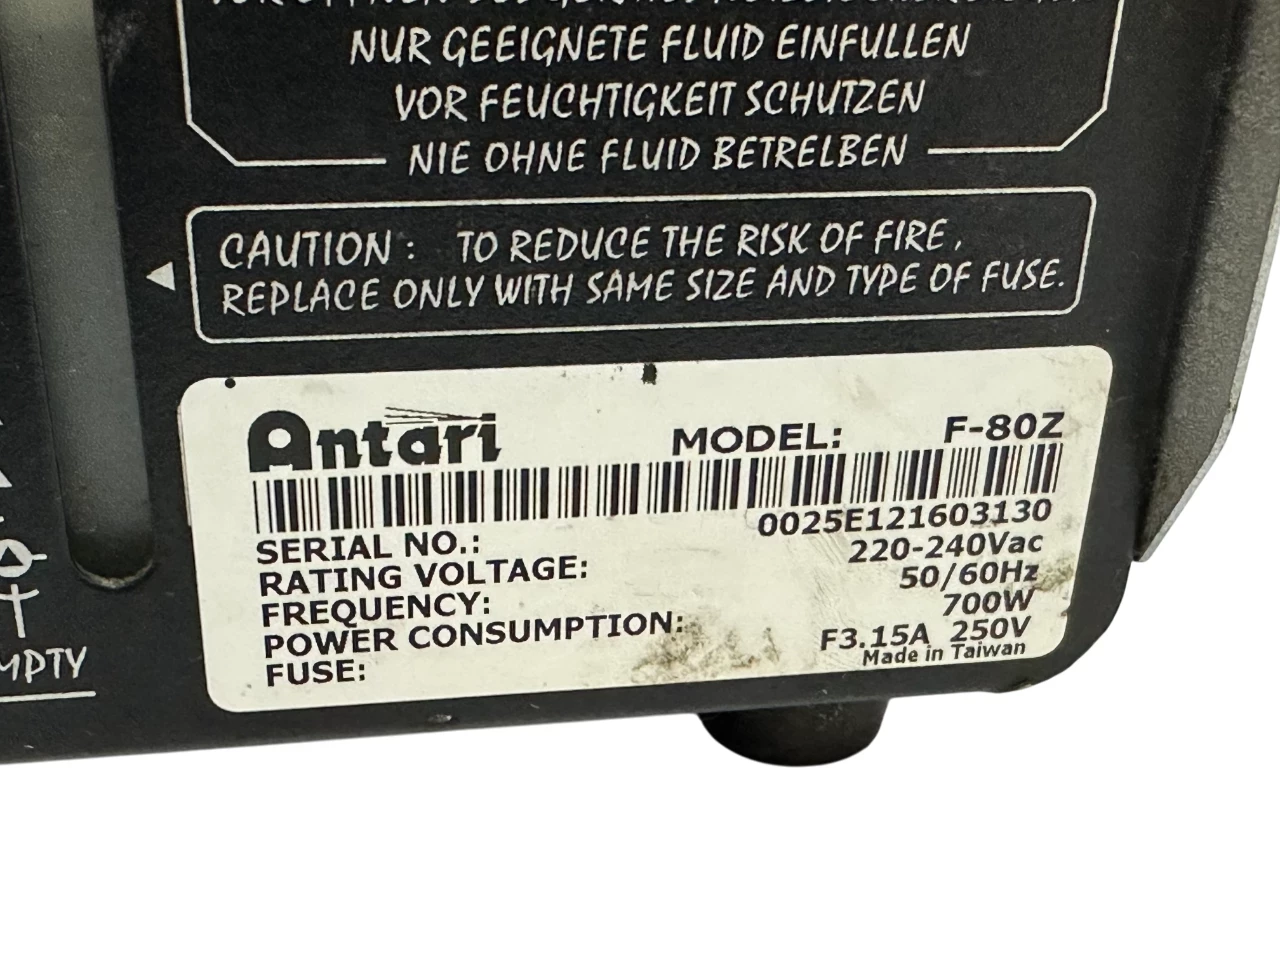 NUR GEEIGNETE FLUID EINFULLEN
VOR FEUCHTIGKEIT SCHUTZEN
NIE OHNE FLUID BETRELBEN
CAUTION : TO REDUCE THE RISK OF FIRE ,
REPLACE ONLY WITH SAME SIZE AND TYPE OF FUSE.
Antari MODEL: F-80Z
SERIAL NO.: 0025E121603130
RATING VOLTAGE: 220-240Vac
FREQUENCY: 50/60Hz
POWER CONSUMPTION: 700W
FUSE: F3.15A 250V
Made in Taiwan
MPTY